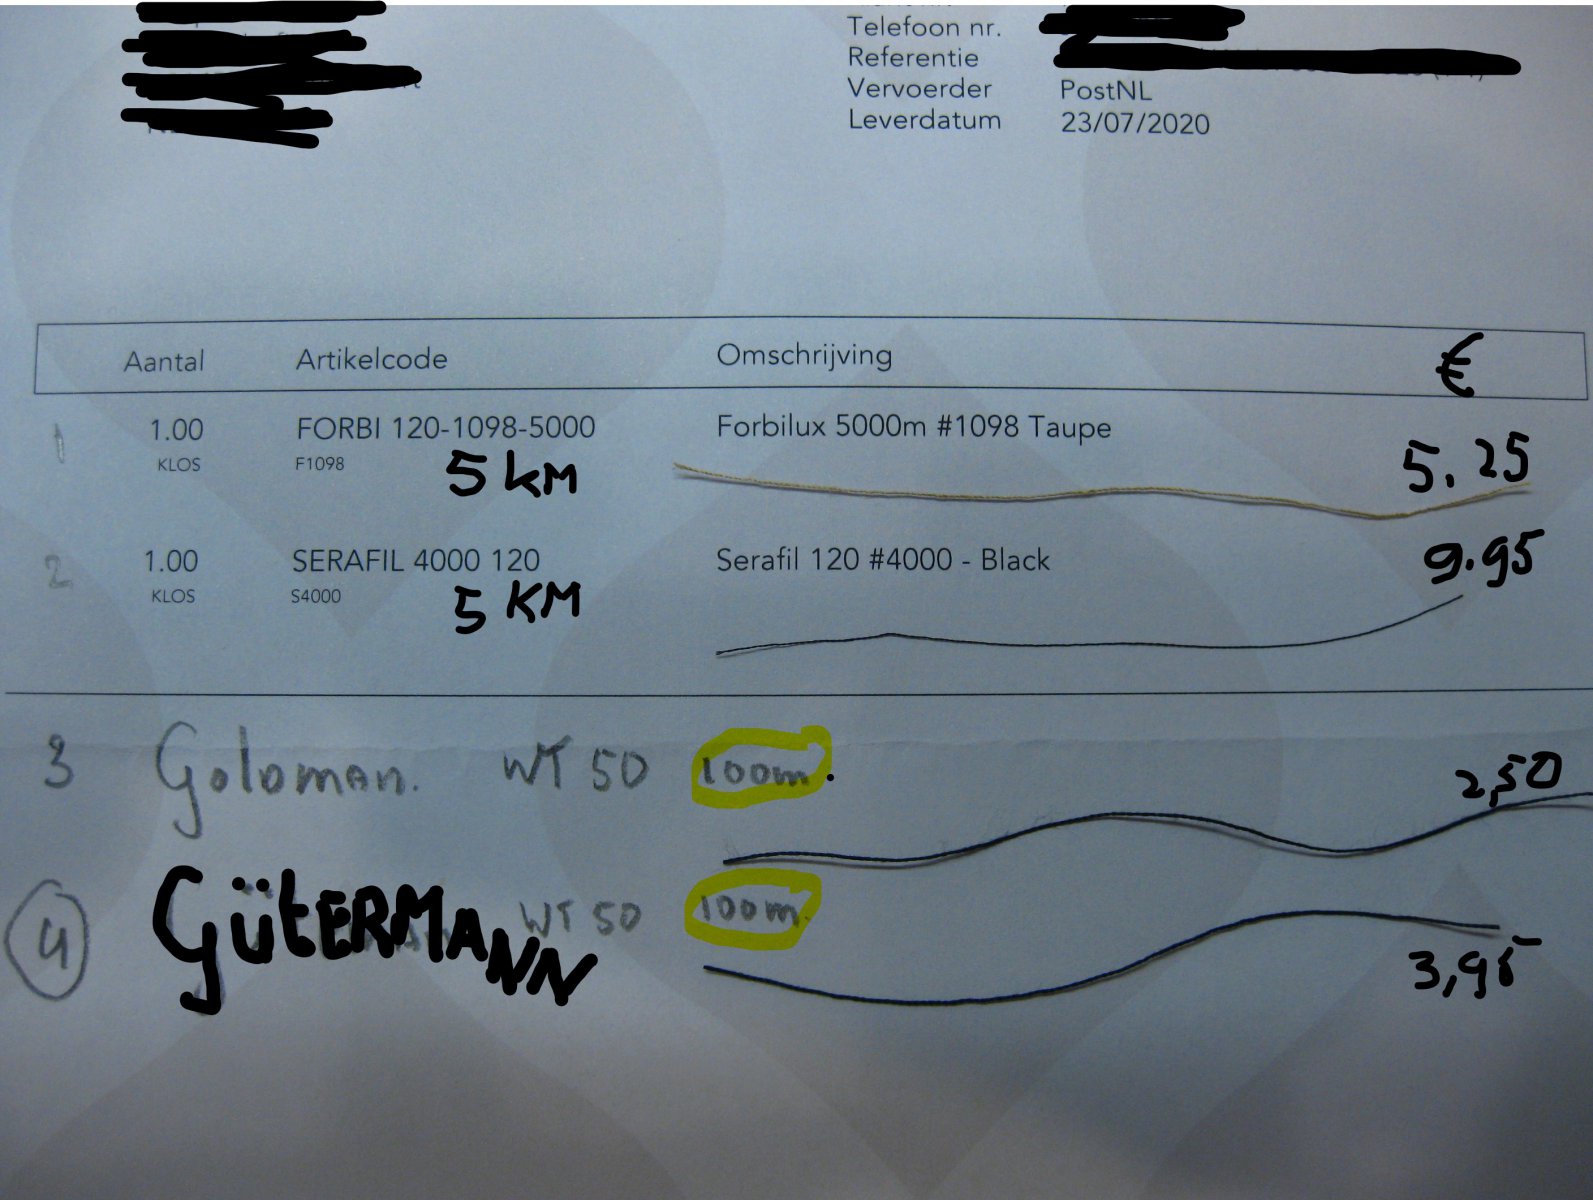 Telefoon nr.
Referentie
Vervoerder PostNL
Leverdatum 23/07/2020
Aantal Artikelcode Omschrijving €
1 1.00 FORBI 120-1098-5000 Forbilux 5000m #1098 Taupe 5.25
KLOS F1098 5 KM
2 1.00 SERAFIL 4000 120 Serafil 120 #4000 - Black 9.95
KLOS S4000 5 KM
3 Goloman. WT 50 100m. 2,50
4 GÜTERMANN WT 50 100m. 3,95